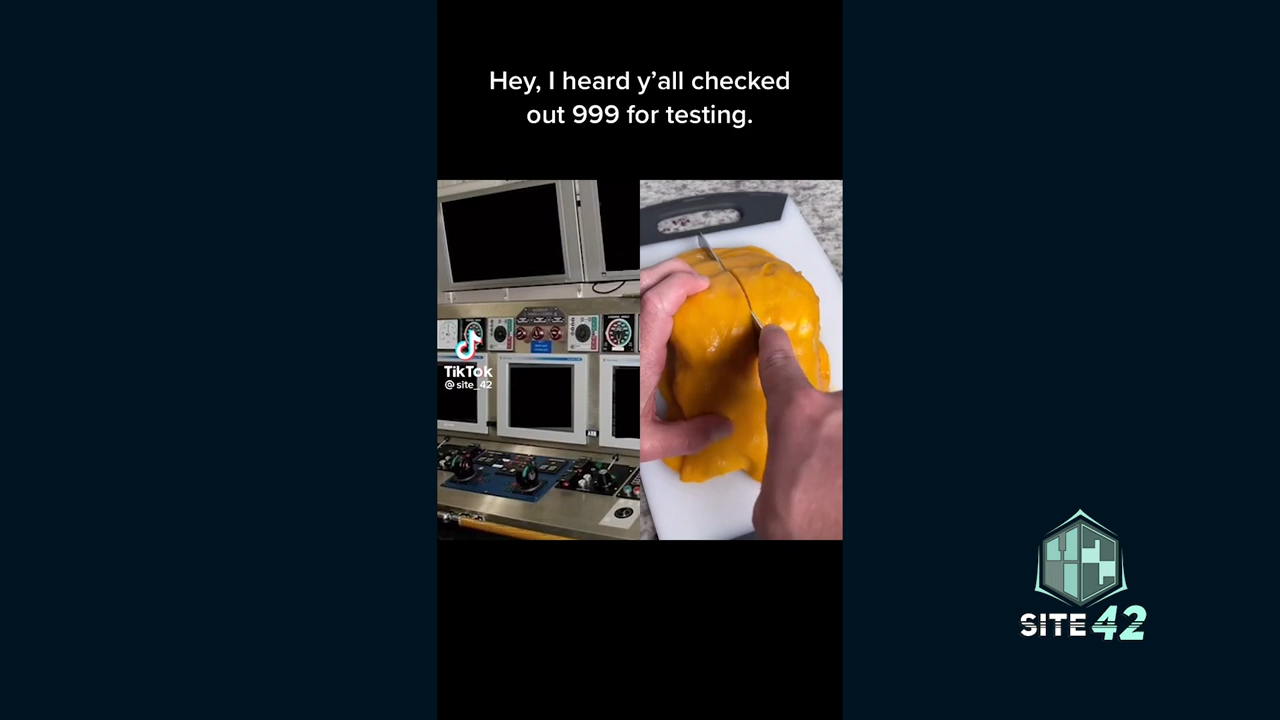 Hey, I heard y’all checked
out 999 for testing.
TikTok
@site_42
SITE 42